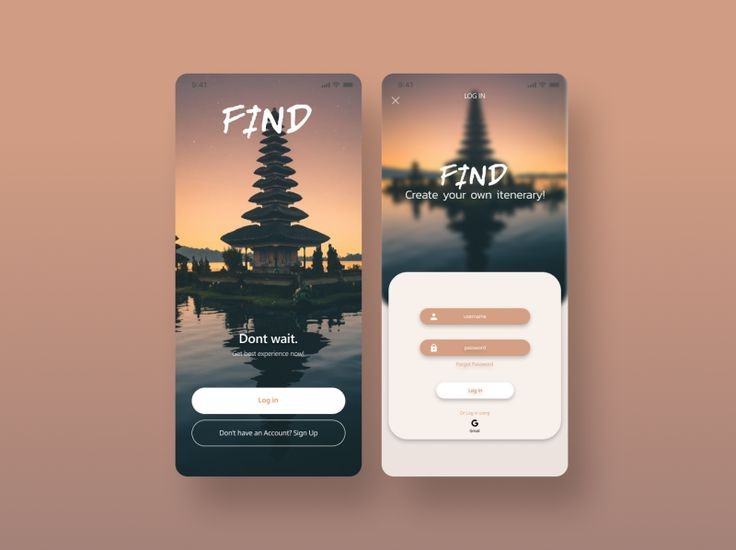 9:41
FIND
Dont wait.
Get best experience now!
Log in
Don't have an Account? Sign Up
9:41
LOG IN
FIND
Create your own itenerary!
username
password
Forgot Password
Log in
Or Log in using
G
Gmail